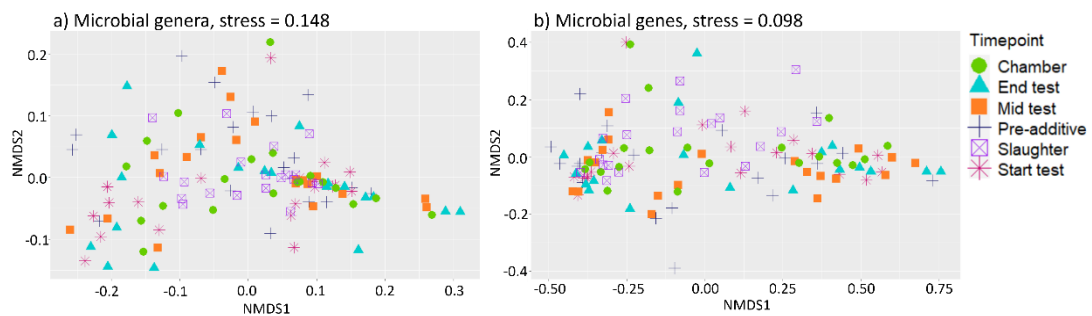 a) Microbial genera, stress = 0.148
0.2
0.1
0.0
-0.1
NMDS2
-0.2
-0.1
0.0
0.1
0.2
0.3
NMDS1
b) Microbial genes, stress = 0.098
0.4
0.2
0.0
-0.2
-0.4
NMDS2
-0.50
-0.25
0.00
0.25
0.50
0.75
NMDS1
Timepoint
Chamber
End test
Mid test
Pre-additive
Slaughter
Start test